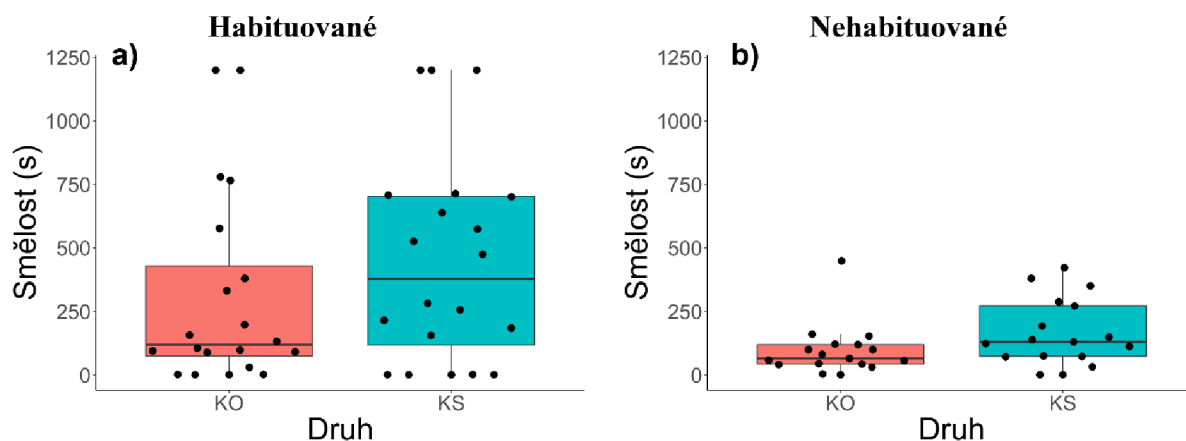 Habituované
a)
Smělost (s)
1250
1000
750
500
250
0
KO
KS
Druh
Nehabituované
b)
Smělost (s)
1250
1000
750
500
250
0
KO
KS
Druh